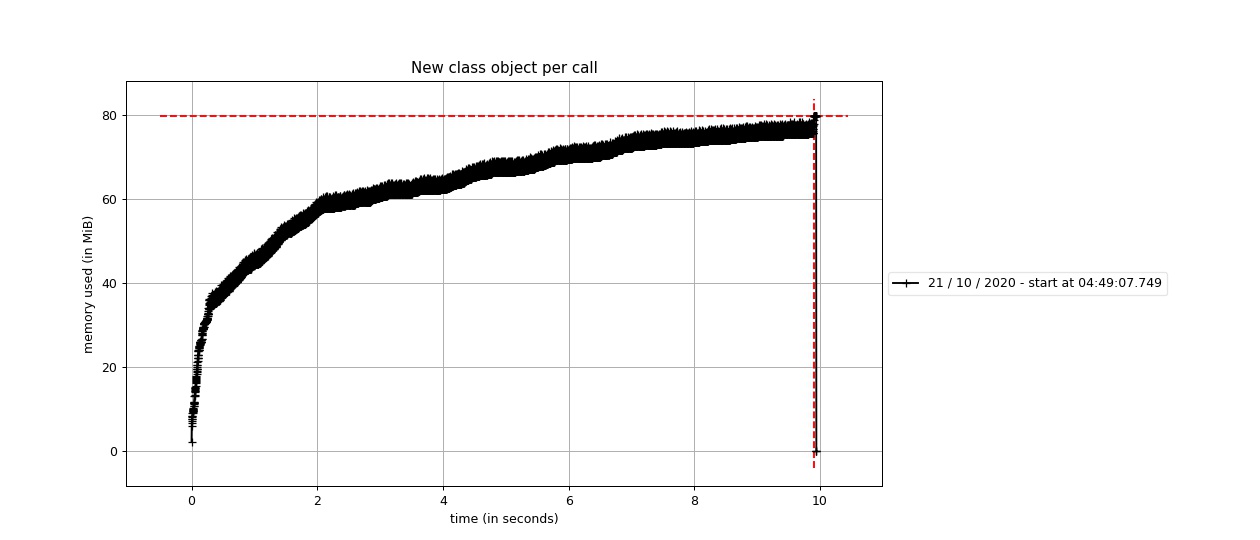 New class object per call
80
60
40
20
0
memory used (in MiB)
0 2 4 6 8 10
time (in seconds)
21 / 10 / 2020 - start at 04:49:07.749